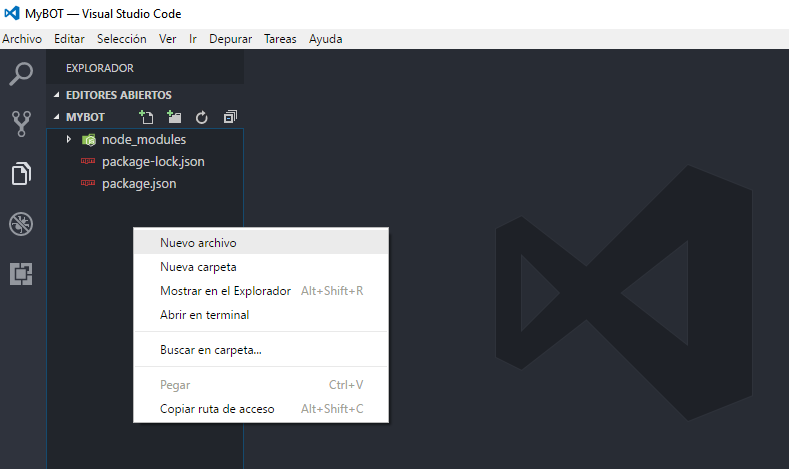 MyBOT — Visual Studio Code
Archivo Editar Selección Ver Ir Depurar Tareas Ayuda
EXPLORADOR
EDITORES ABIERTOS
MYBOT
node_modules
package-lock.json
package.json
Nuevo archivo
Nueva carpeta
Mostrar en el Explorador Alt+Shift+R
Abrir en terminal
Buscar en carpeta...
Pegar Ctrl+V
Copiar ruta de acceso Alt+Shift+C